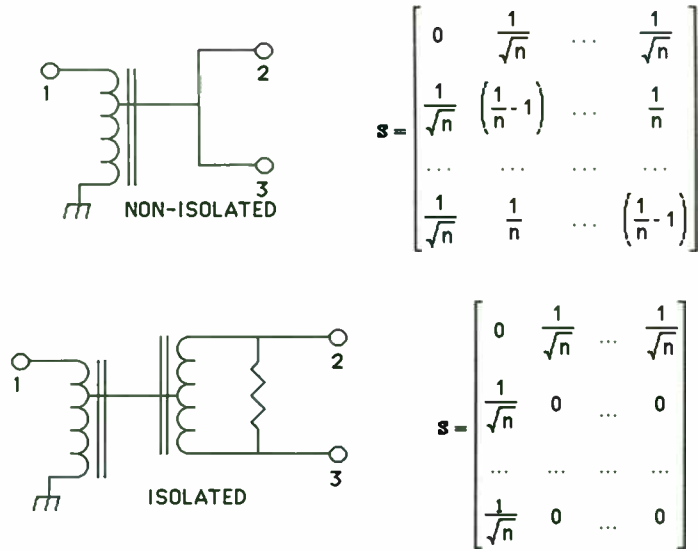 1
2
3
NON-ISOLATED
S = [ 0 1/√n ... 1/√n
1/√n (1/n - 1) ... 1/n
... ... ... ...
1/√n 1/n ... (1/n - 1) ]
1
2
3
ISOLATED
S = [ 0 1/√n ... 1/√n
1/√n 0 ... 0
... ... ... ...
1/√n 0 ... 0 ]